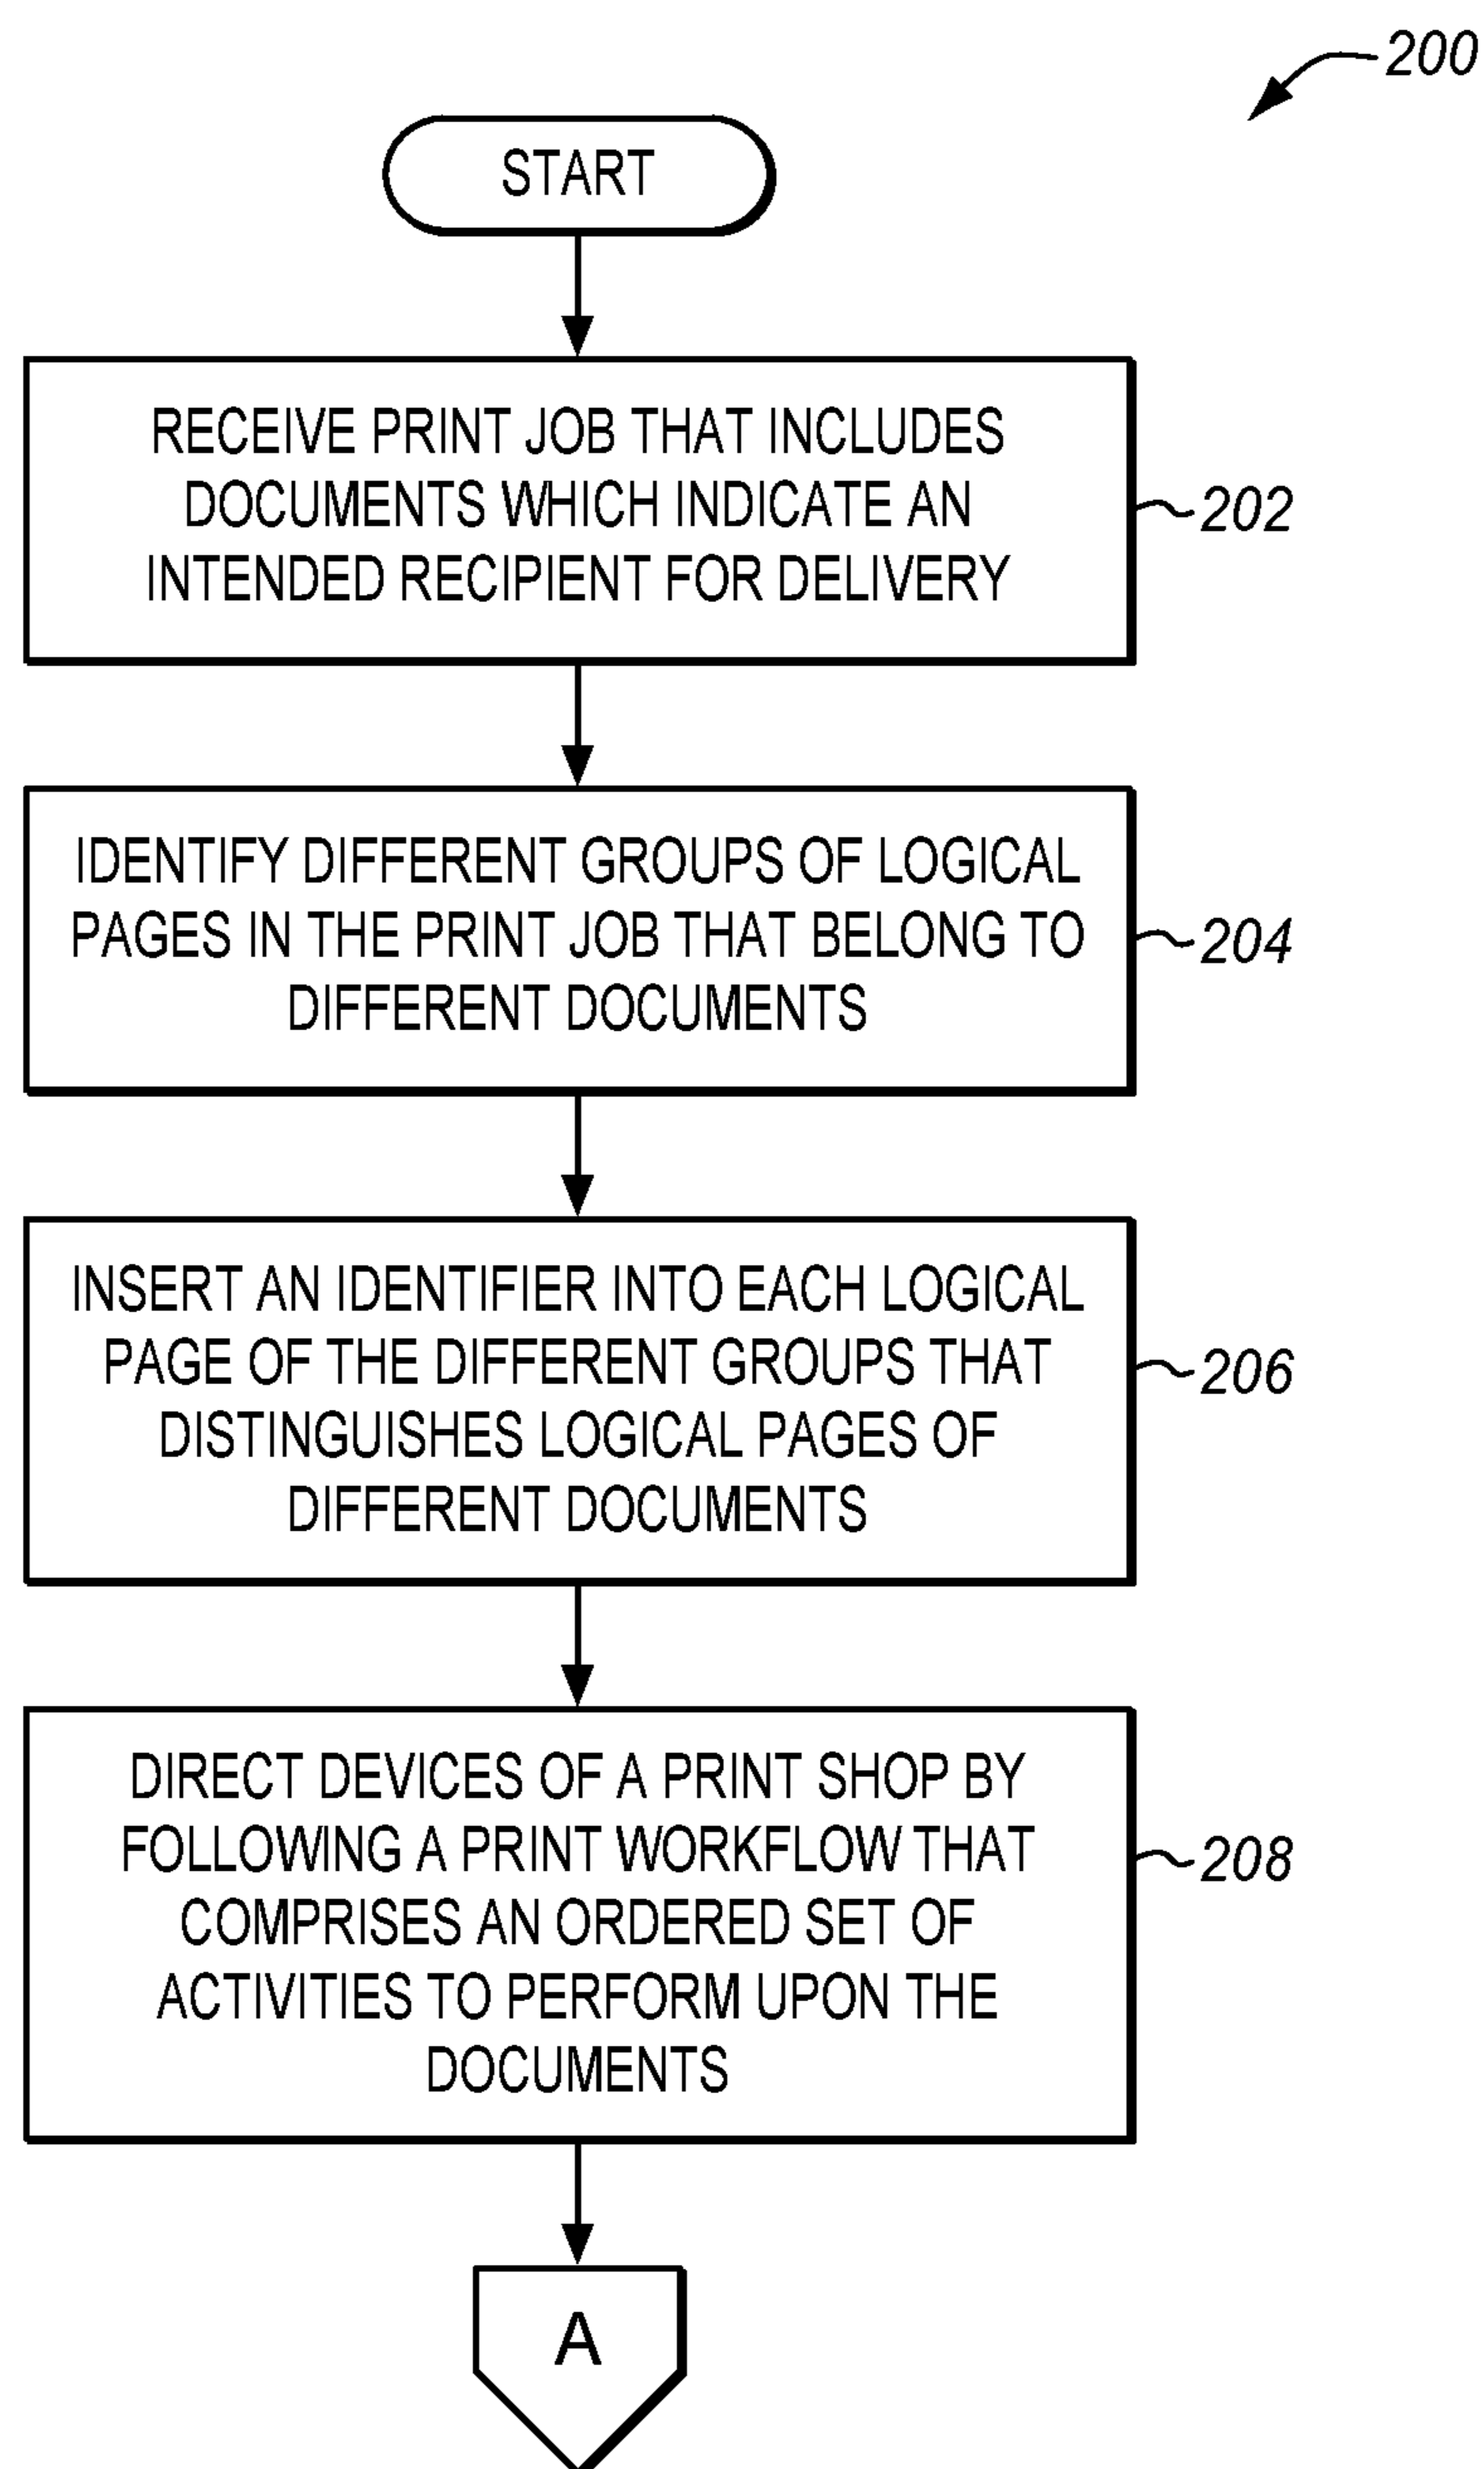 200
START
RECEIVE PRINT JOB THAT INCLUDES
DOCUMENTS WHICH INDICATE AN
INTENDED RECIPIENT FOR DELIVERY
202
IDENTIFY DIFFERENT GROUPS OF LOGICAL
PAGES IN THE PRINT JOB THAT BELONG TO
DIFFERENT DOCUMENTS
204
INSERT AN IDENTIFIER INTO EACH LOGICAL
PAGE OF THE DIFFERENT GROUPS THAT
DISTINGUISHES LOGICAL PAGES OF
DIFFERENT DOCUMENTS
206
DIRECT DEVICES OF A PRINT SHOP BY
FOLLOWING A PRINT WORKFLOW THAT
COMPRISES AN ORDERED SET OF
ACTIVITIES TO PERFORM UPON THE
DOCUMENTS
208
A